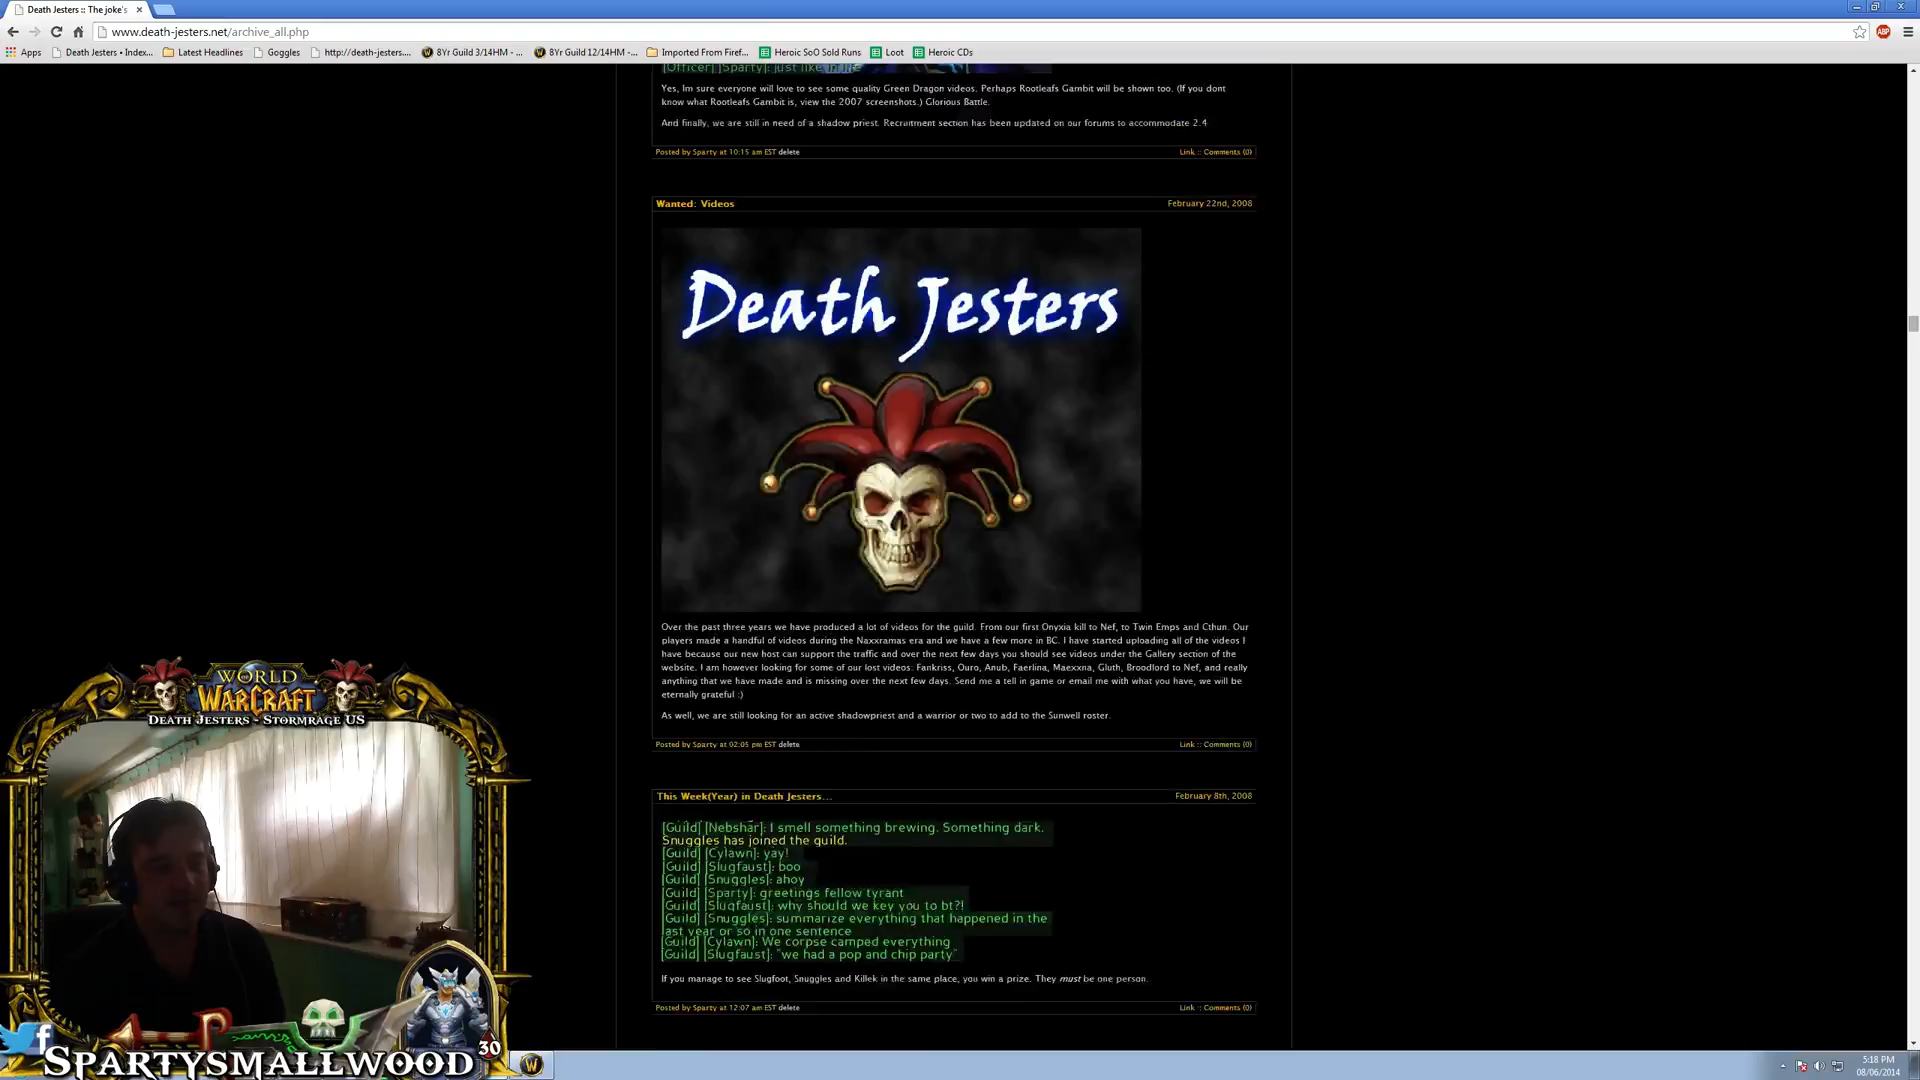 Death Jesters :: The joke's
www.death-jesters.net/archive_all.php
Apps
Death Jesters • Index...
Latest Headlines
Goggles
http://death-jesters....
8Yr Guild 3/14HM - ...
8Yr Guild 12/14HM -...
Imported From Firef...
Heroic SoO Sold Runs
Loot
Heroic CDs
[Officer] [Sparty]: just like in
Yes, Im sure everyone will love to see some quality Green Dragon videos. Perhaps Rootleafs Gambit will be shown too. (If you dont
know what Rootleafs Gambit is, view the 2007 screenshots.) Glorious Battle.
And finally, we are still in need of a shadow priest. Recruitment section has been updated on our forums to accommodate 2.4
Posted by Sparty at 10:15 am EST delete
Link :: Comments (0)
Wanted: Videos
February 22nd, 2008
Death Jesters
Over the past three years we have produced a lot of videos for the guild. From our first Onyxia kill to Nef, to Twin Emps and Cthun. Our
players made a handful of videos during the Naxxramas era and we have a few more in BC. I have started uploading all of the videos I
have because our new host can support the traffic and over the next few days you should see videos under the Gallery section of the
website. I am however looking for some of our lost videos: Fankriss, Ouro, Anub, Faerlina, Maexxna, Gluth, Broodlord to Nef, and really
anything that we have made and is missing over the next few days. Send me a tell in game or email me with what you have, we will be
eternally grateful :)
As well, we are still looking for an active shadowpriest and a warrior or two to add to the Sunwell roster.
Posted by Sparty at 02:05 pm EST delete
Link :: Comments (0)
This Week(Year) in Death Jesters...
February 8th, 2008
[Guild] [Nebshar]: I smell something brewing. Something dark.
Snuggles has joined the guild.
[Guild] [Cylawn]: yay!
[Guild] [Slugfaust]: boo
[Guild] [Snuggles]: ahoy
[Guild] [Sparty]: greetings fellow tyrant
[Guild] [Slugfaust]: why should we key you to bt?!
[Guild] [Snuggles]: summarize everything that happened in the
last year or so in one sentence
[Guild] [Cylawn]: We corpse camped everything
[Guild] [Slugfaust]: "we had a pop and chip party"
If you manage to see Slugfoot, Snuggles and Killek in the same place, you win a prize. They must be one person.
Posted by Sparty at 12:07 am EST delete
Link :: Comments (0)
WORLD
WARCRAFT
DEATH JESTERS - STORMRAGE US
30
SPARTYSMALLWOOD
5:18 PM
08/06/2014